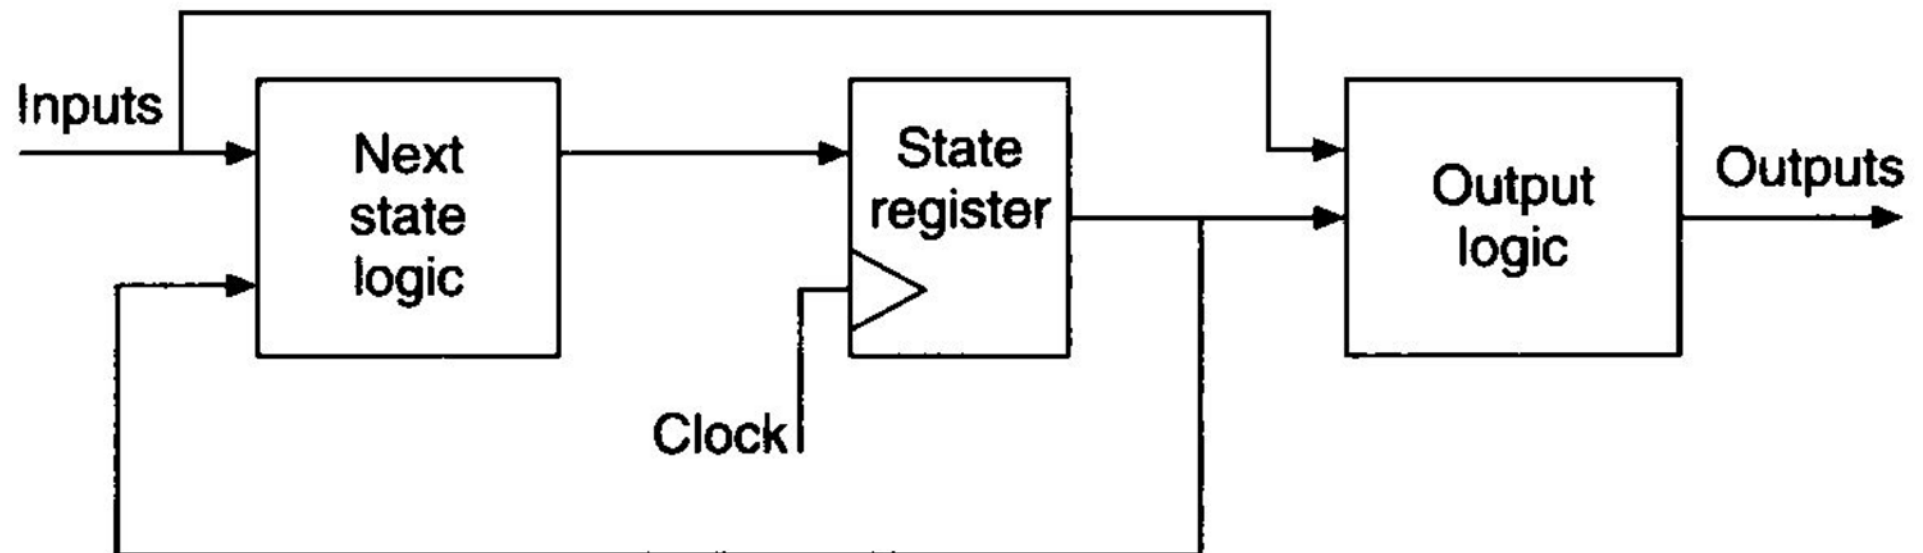 Inputs
Next
state
logic
State
register
Clock
Output
logic
Outputs